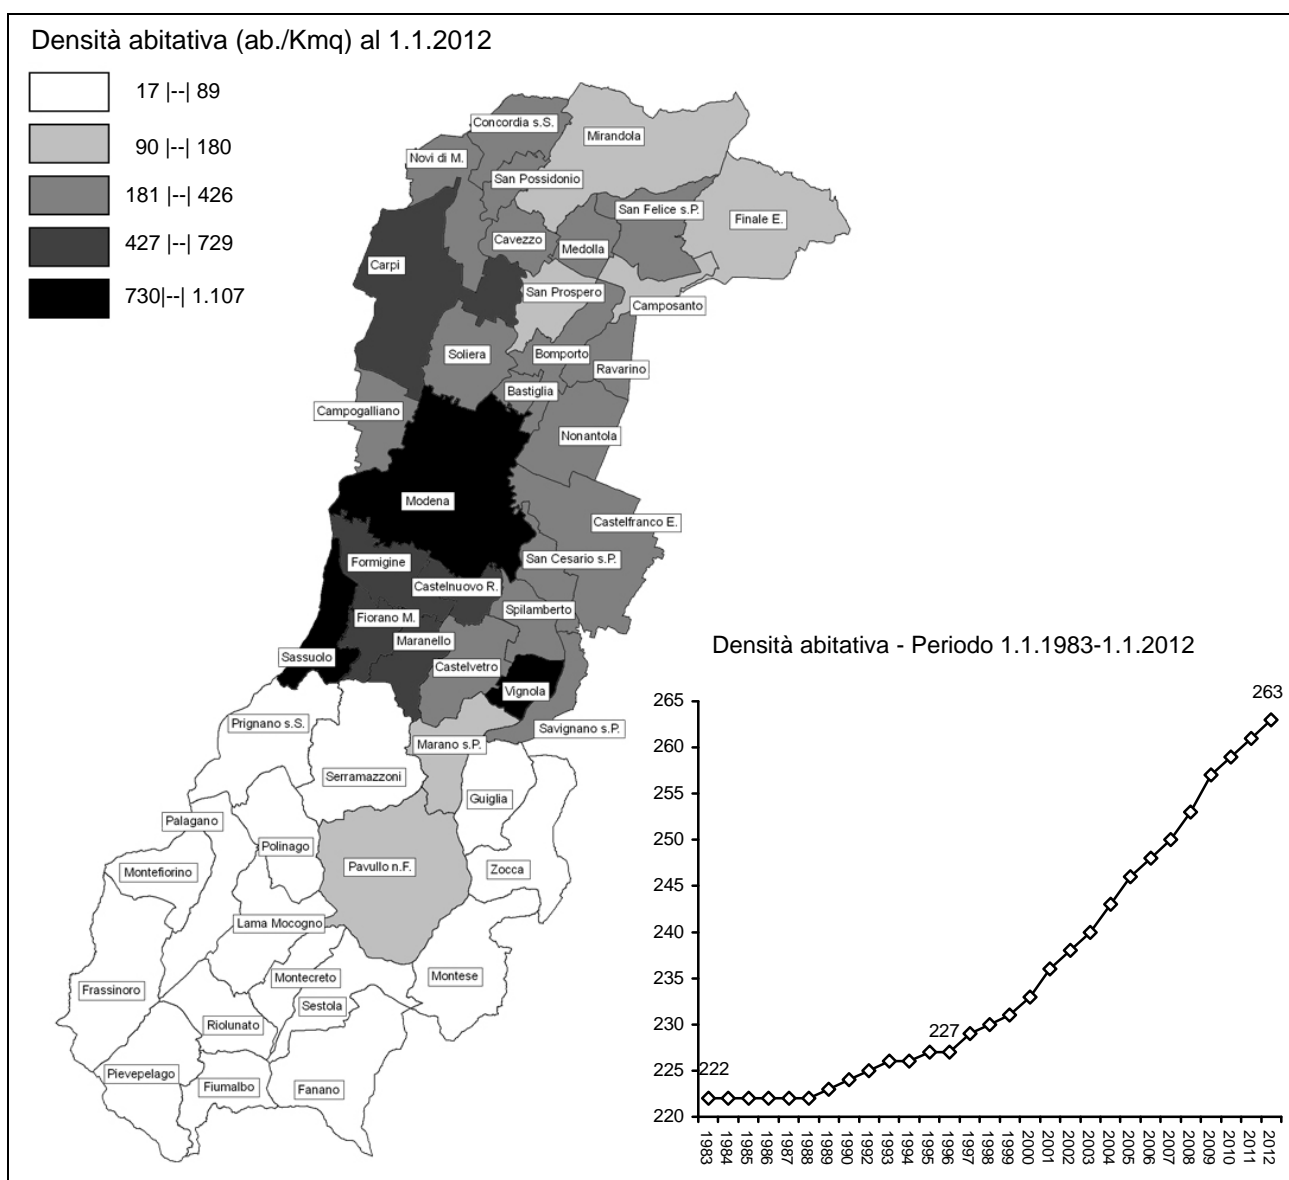 Densità abitativa (ab./Kmq) al 1.1.2012
17 |--| 89
90 |--| 180
181 |--| 426
427 |--| 729
730|--| 1.107
Concordia s.S.
Mirandola
Novi di M.
San Possidonio
San Felice s.P.
Finale E.
Cavezzo
Medolla
Carpi
San Prospero
Camposanto
Soliera
Bomporto
Ravarino
Bastiglia
Campogalliano
Nonantola
Modena
Castelfranco E.
Formigine
San Cesario s.P.
Castelnuovo R.
Spilamberto
Fiorano M.
Maranello
Sassuolo
Castelvetro
Vignola
Prignano s.S.
Savignano s.P.
Marano s.P.
Serramazzoni
Guiglia
Palagano
Polinago
Pavullo n.F.
Zocca
Montefiorino
Lama Mocogno
Montecreto
Montese
Frassinoro
Sestola
Riolunato
Pievepelago
Fiumalbo
Fanano
Densità abitativa - Periodo 1.1.1983-1.1.2012
265
260
255
250
245
240
235
230
225
220
222
227
263
1983
1984
1985
1986
1987
1988
1989
1990
1992
1993
1994
1995
1996
1997
1998
1999
2000
2001
2002
2003
2004
2005
2006
2007
2008
2009
2010
2011
2012